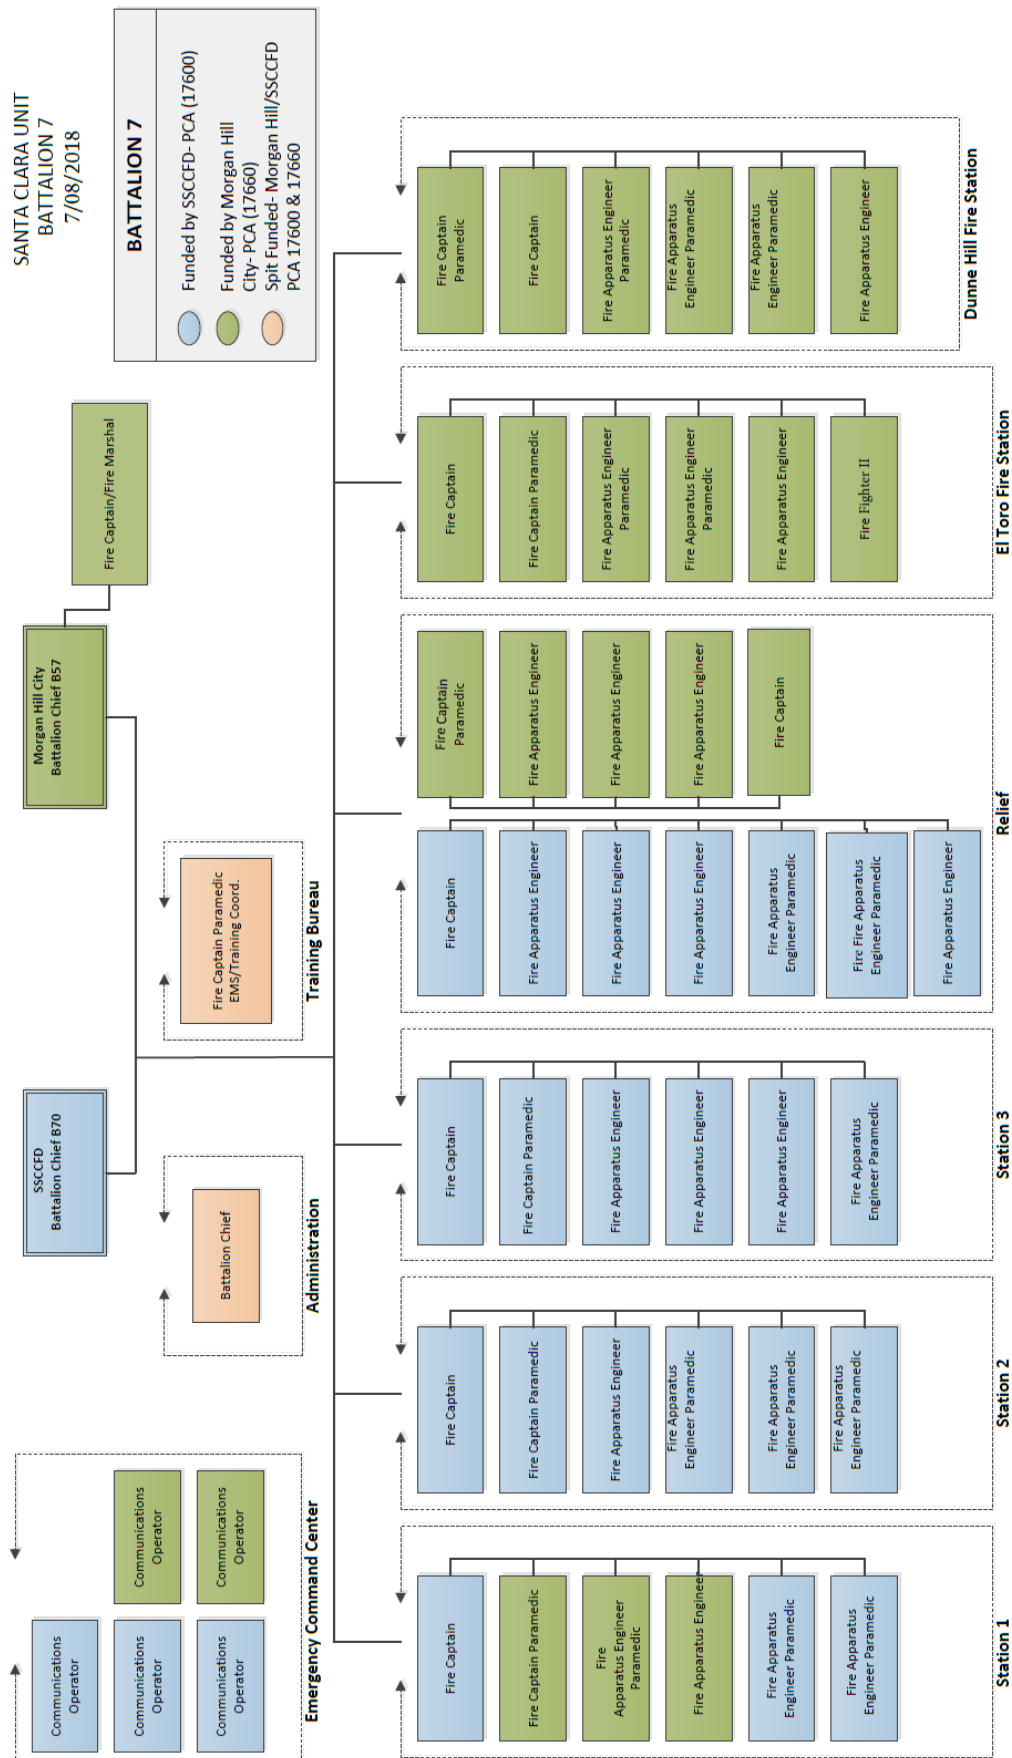 SANTA CLARA UNIT
BATTALION 7
7/08/2018
BATTALION 7
Funded by SSCCFD- PCA (17600)
Funded by Morgan Hill
City- PCA (17660)
Spit Funded- Morgan Hill/SSCCFD
PCA 17600 & 17660
SSCCFD
Battalion Chief B70
Morgan Hill City
Battalion Chief B57
Fire Captain/Fire Marshal
Communications
Operator
Communications
Operator
Communications
Operator
Communications
Operator
Communications
Operator
Emergency Command Center
Battalion Chief
Administration
Fire Captain Paramedic
EMS/Training Coord.
Training Bureau
Fire Captain
Fire Captain Paramedic
Fire
Apparatus Engineer
Paramedic
Fire Apparatus Engineer
Fire Apparatus
Engineer Paramedic
Fire Apparatus
Engineer Paramedic
Station 1
Fire Captain
Fire Captain Paramedic
Fire Apparatus Engineer
Fire Apparatus
Engineer Paramedic
Fire Apparatus
Engineer Paramedic
Fire Apparatus
Engineer Paramedic
Station 2
Fire Captain
Fire Captain Paramedic
Fire Apparatus Engineer
Fire Apparatus Engineer
Fire Apparatus Engineer
Fire Apparatus
Engineer Paramedic
Station 3
Fire Captain
Fire Apparatus Engineer
Fire Apparatus Engineer
Fire Apparatus Engineer
Fire Apparatus
Engineer Paramedic
Fire Fire Apparatus
Engineer Paramedic
Fire Apparatus Engineer
Fire Captain
Paramedic
Fire Apparatus Engineer
Fire Apparatus Engineer
Fire Apparatus Engineer
Fire Captain
Relief
Fire Captain
Fire Captain Paramedic
Fire Apparatus Engineer
Paramedic
Fire Apparatus Engineer
Paramedic
Fire Apparatus Engineer
Fire Fighter II
El Toro Fire Station
Fire Captain
Paramedic
Fire Captain
Fire Apparatus Engineer
Paramedic
Fire Apparatus
Engineer Paramedic
Fire Apparatus
Engineer Paramedic
Fire Apparatus Engineer
Dunne Hill Fire Station